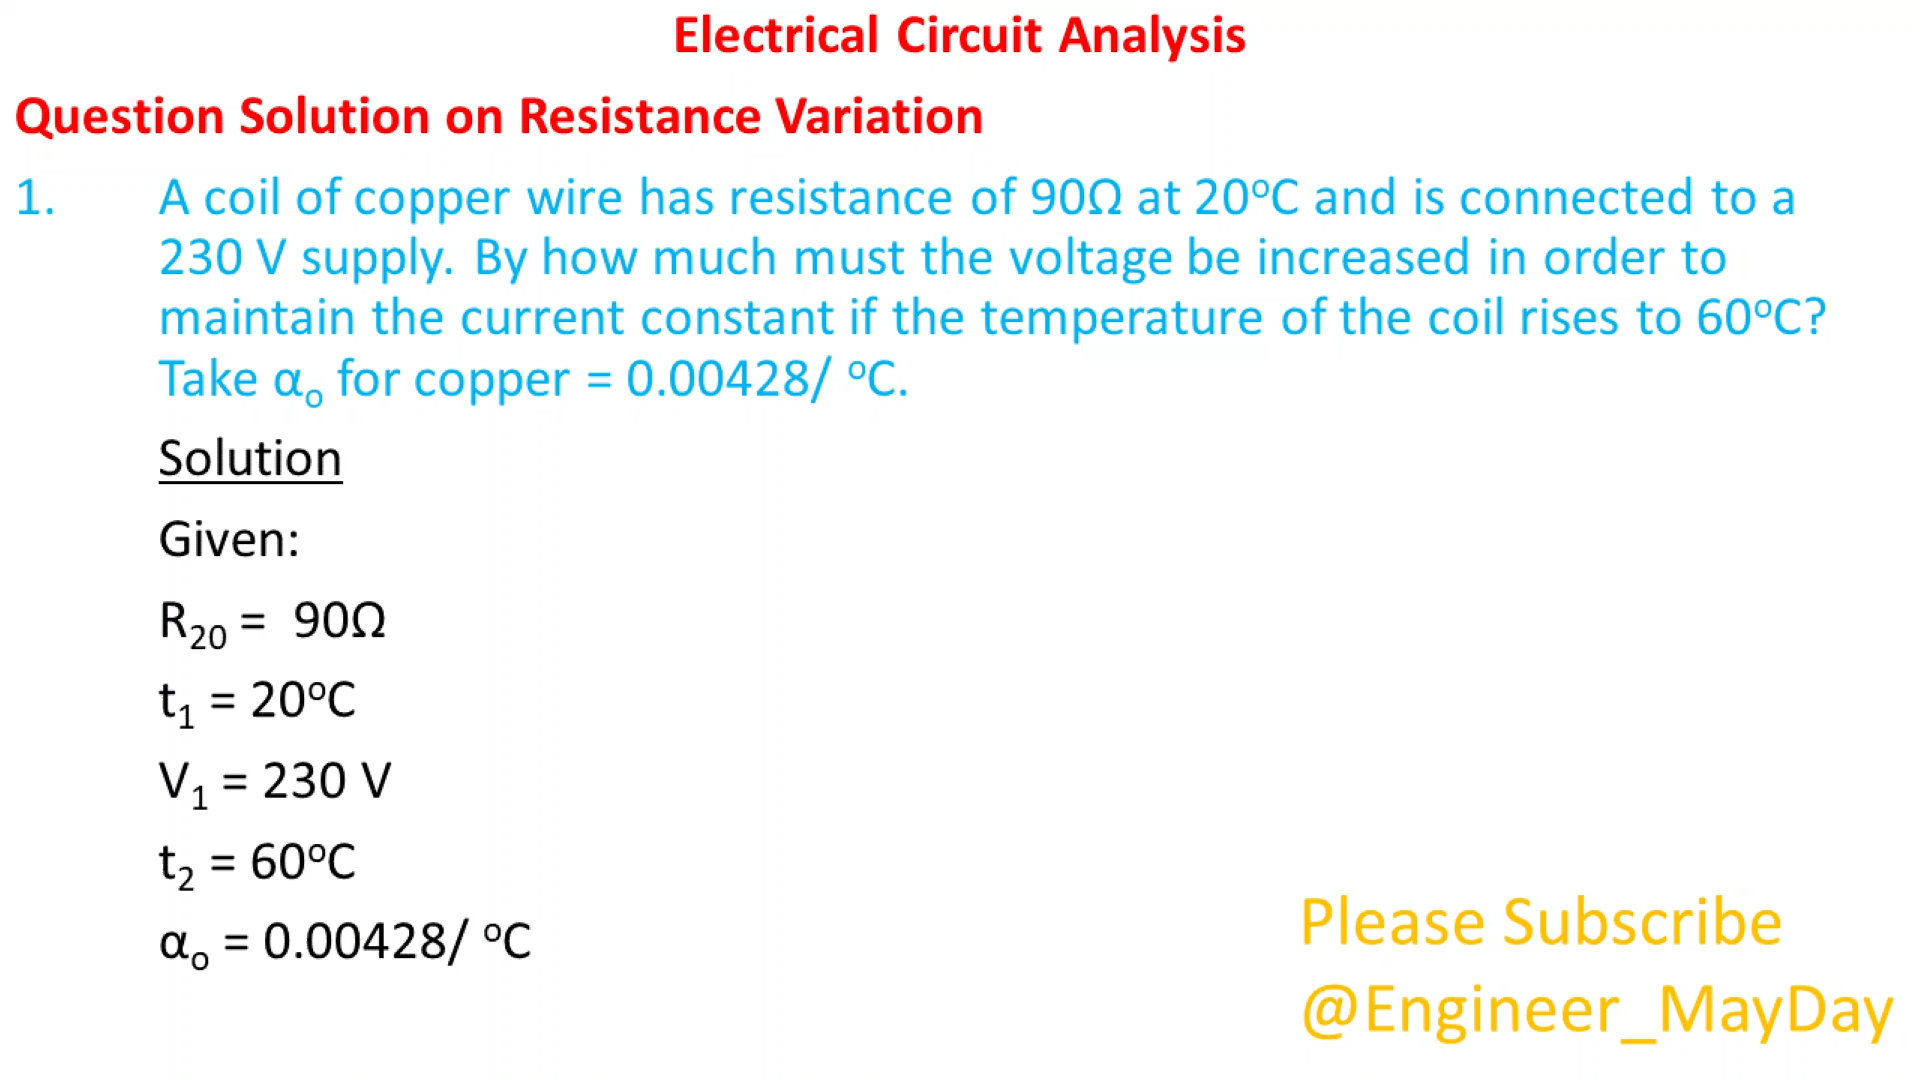 Electrical Circuit Analysis
Question Solution on Resistance Variation
1. A coil of copper wire has resistance of 90Ω at 20°C and is connected to a
230 V supply. By how much must the voltage be increased in order to
maintain the current constant if the temperature of the coil rises to 60°C?
Take α₀ for copper = 0.00428/ °C.
Solution
Given:
R₂₀ = 90Ω
t₁ = 20°C
V₁ = 230 V
t₂ = 60°C
α₀ = 0.00428/ °C
Please Subscribe
@Engineer_MayDay